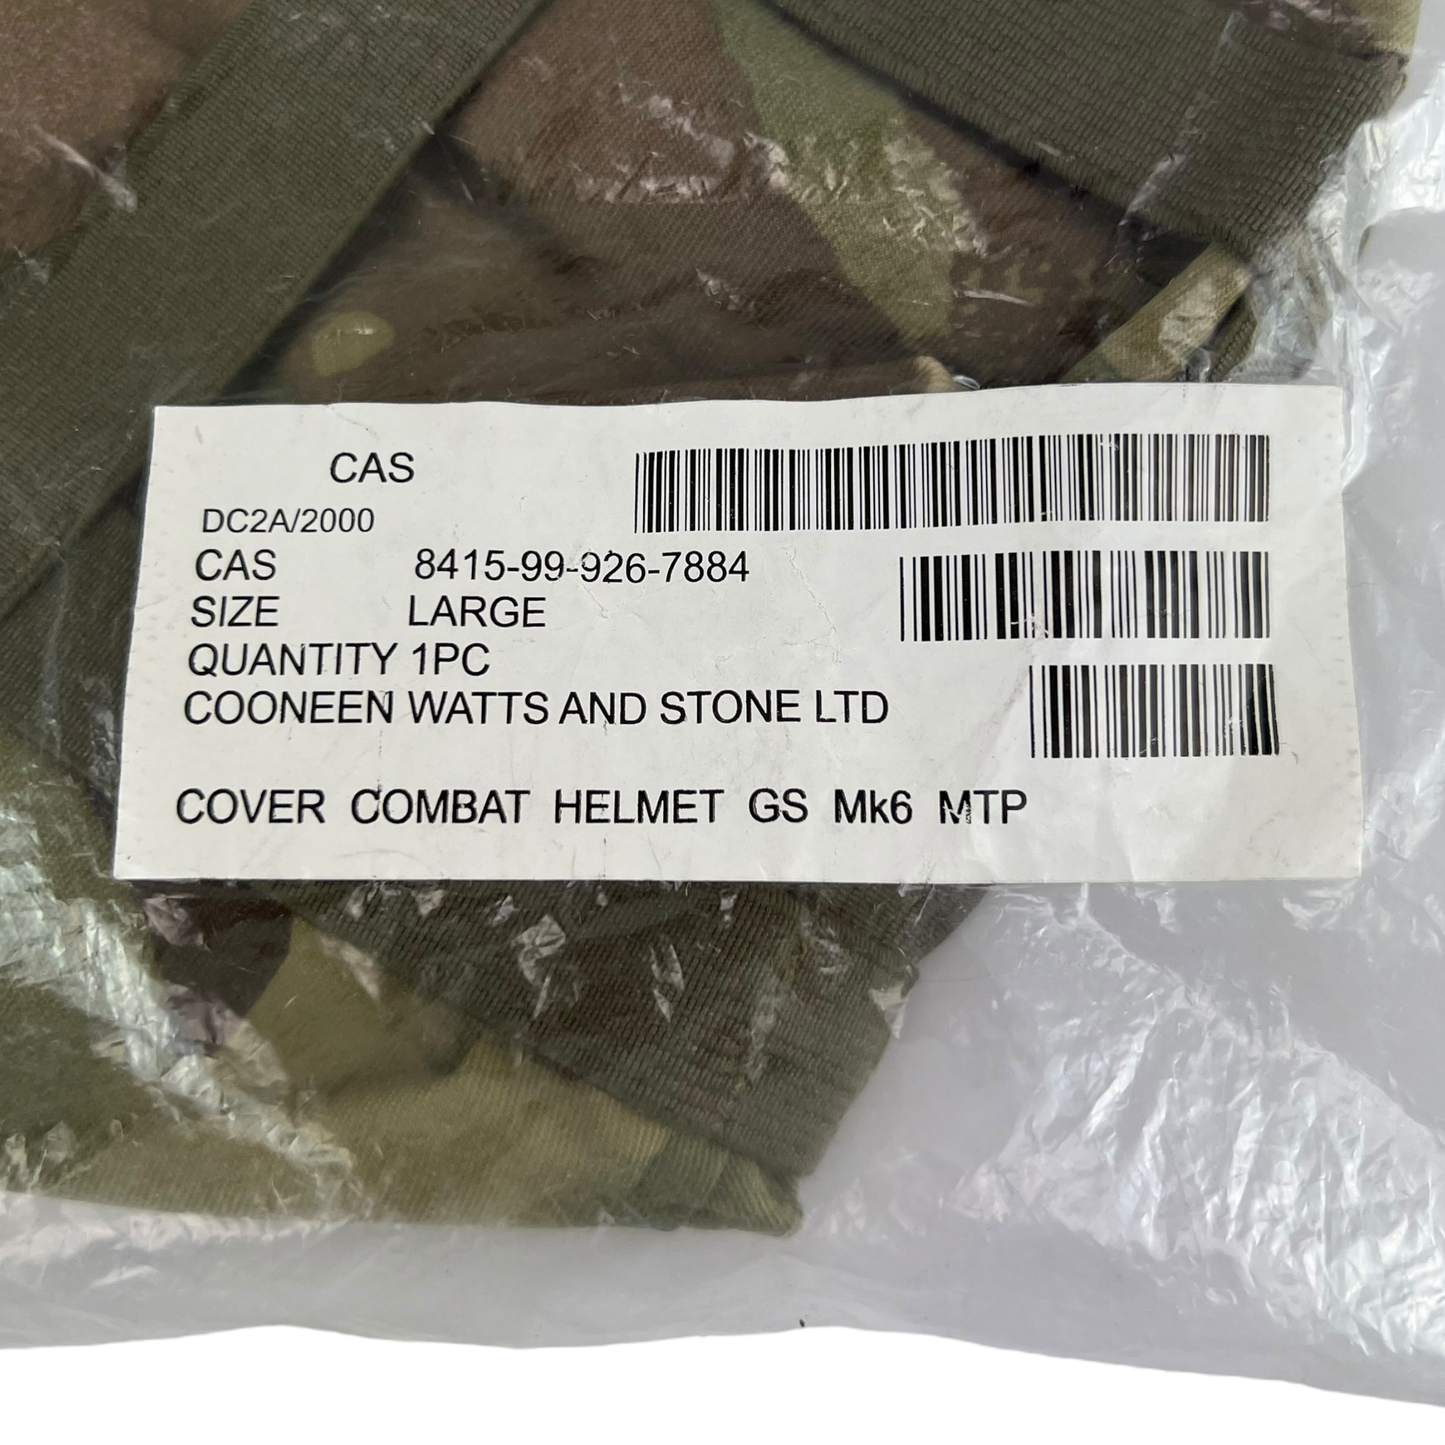 CAS
DC2A/2000
CAS 8415-99-926-7884
SIZE LARGE
QUANTITY 1PC
COONEEN WATTS AND STONE LTD
COVER COMBAT HELMET GS Mk6 MTP